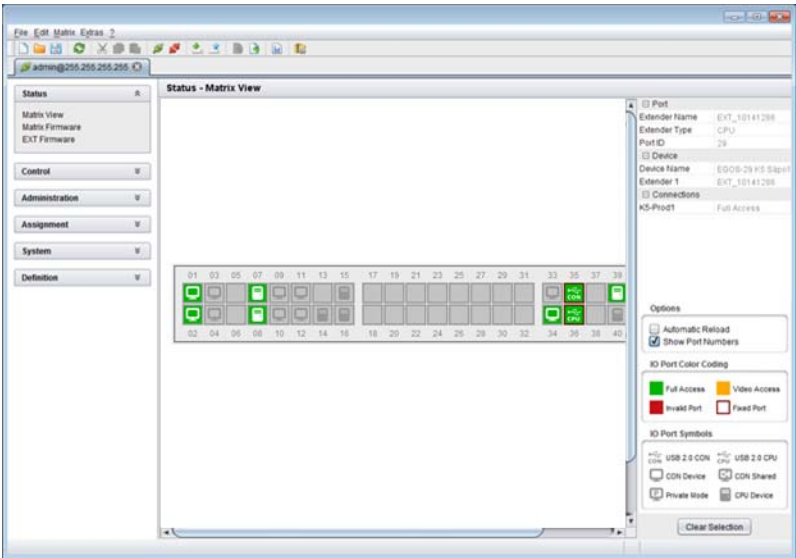 File Edit Matrix Extras ?
admin@255.255.255.255
Status
Status - Matrix View
Matrix View
Matrix Firmware
EXT Firmware
Control
Administration
Assignment
System
Definition
01 03 05 07 09 11 13 15 17 19 21 23 25 27 29 31 33 35 37 39
CON
CPU
02 04 06 08 10 12 14 16 18 20 22 24 26 28 30 32 34 36 38 40
Port
Extender Name EXT_10141298
Extender Type CPU
Port ID 29
Device
Device Name
Extender 1 EXT_10141298
Connections
K5-Prod1 Full Access
Options
Automatic Reload
Show Port Numbers
IO Port Color Coding
Full Access Video Access
Invalid Port Fixed Port
IO Port Symbols
CON USB 2.0 CON CPU USB 2.0 CPU
CON Device CON Shared
P Private Mode CPU Device
Clear Selection